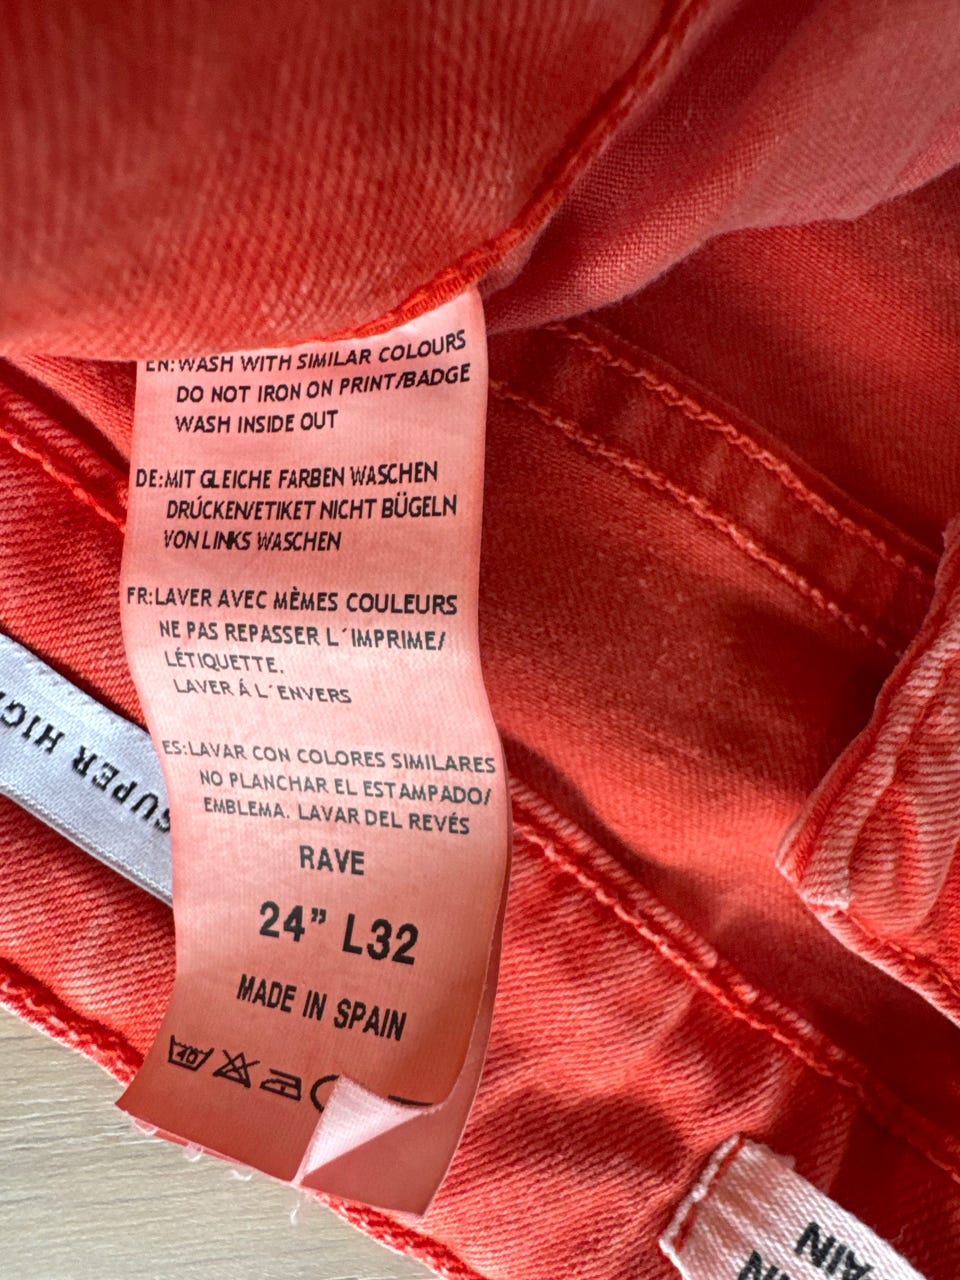 EN: WASH WITH SIMILAR COLOURS
DO NOT IRON ON PRINT/BADGE
WASH INSIDE OUT
DE: MIT GLEICHE FARBEN WASCHEN
DRÚCKEN/ETIKET NICHT BÜGELN
VON LINKS WASCHEN
FR: LAVER AVEC MÈMES COULEURS
NE PAS REPASSER L´IMPRIME/
LÉTIQUETTE.
LAVER Á L´ENVERS
ES: LAVAR CON COLORES SIMILARES
NO PLANCHAR EL ESTAMPADO/
EMBLEMA. LAVAR DEL REVÉS
RAVE
24” L32
MADE IN SPAIN
SUPER HIG
IN
AIN